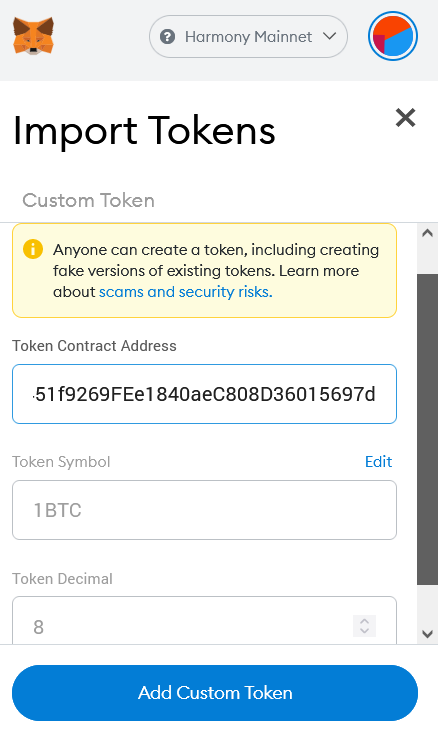 Harmony Mainnet
Import Tokens
Custom Token
Anyone can create a token, including creating
fake versions of existing tokens. Learn more
about scams and security risks.
Token Contract Address
51f9269FEe1840aeC808D36015697d
Token Symbol
Edit
1BTC
Token Decimal
8
Add Custom Token